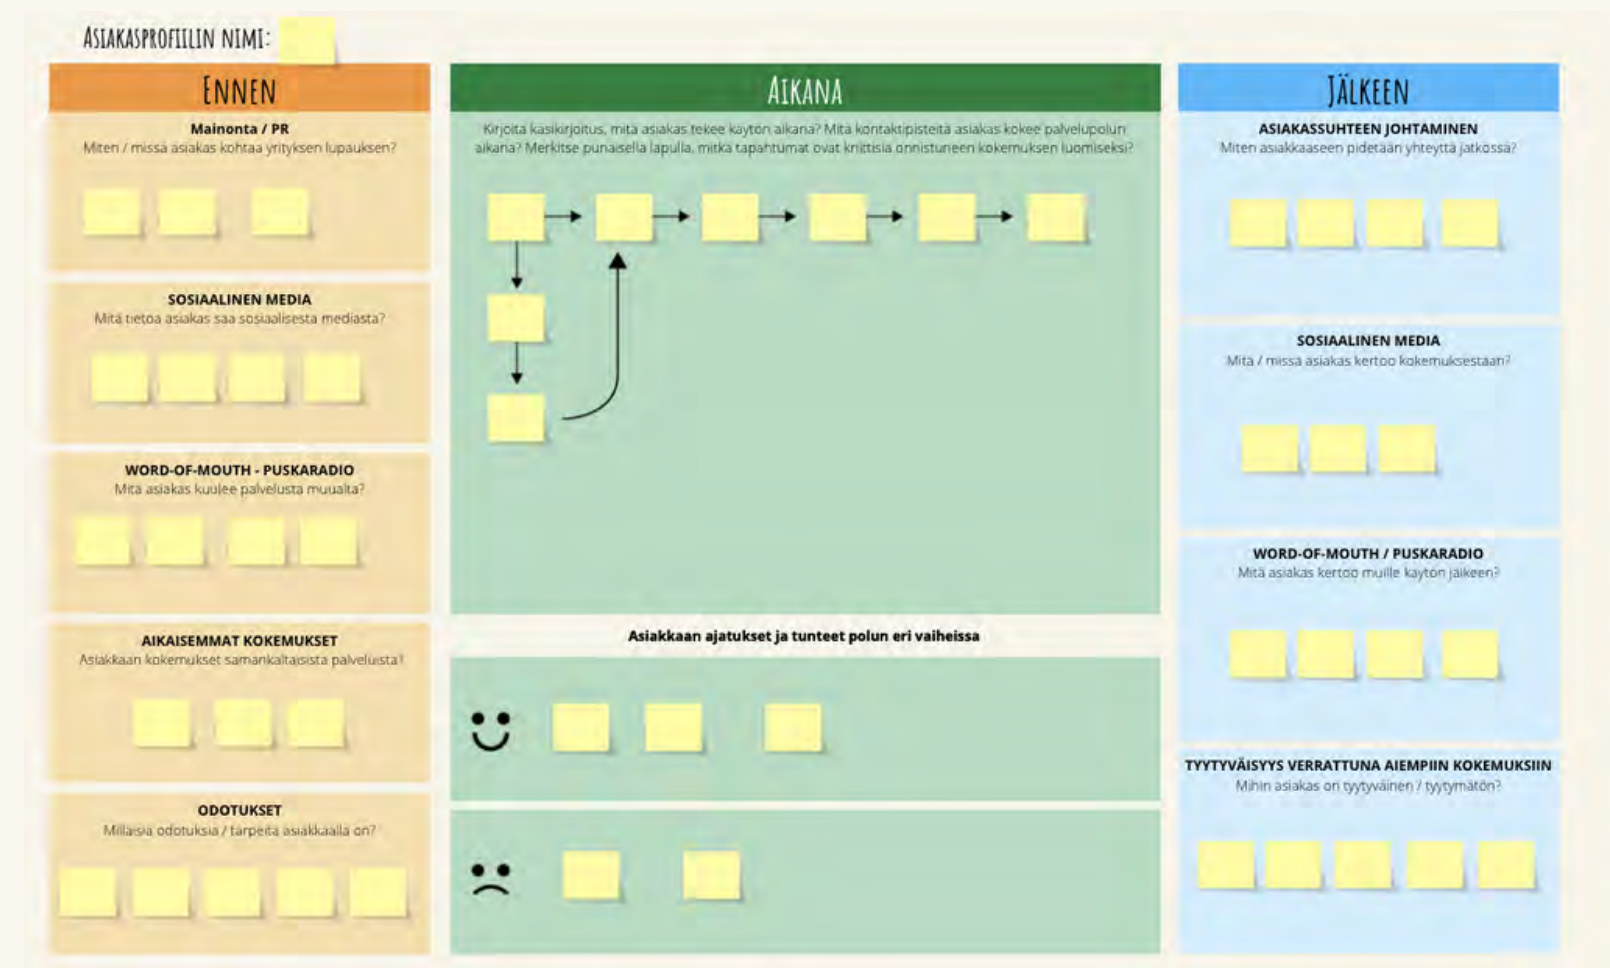 ASIAKASPROFIILIN NIMI:
ENNEN
Mainonta / PR
Miten / missä asiakas kohtaa yrityksen lupauksen?
SOSIAALINEN MEDIA
Mitä tietoa asiakas saa sosiaalisesta mediasta?
WORD-OF-MOUTH - PUSKARADIO
Mitä asiakas kuulee palvelusta muualta?
AIKAISEMMAT KOKEMUKSET
Asiakkaan kokemukset samankaltaisista palveluista?
ODOTUKSET
Millaisia odotuksia / tarpeita asiakkaalla on?
AIKANA
Kirjoita käsikirjoitus, mitä asiakas tekee käytön aikana? Mitä kontaktipisteitä asiakas kokee palvelupolun
aikana? Merkitse punaisella lapulla, mitkä tapahtumat ovat kriittisiä onnistuneen kokemuksen luomiseksi?
Asiakkaan ajatukset ja tunteet polun eri vaiheissa
JÄLKEEN
ASIAKASSUHTEEN JOHTAMINEN
Miten asiakkaaseen pidetään yhteyttä jatkossa?
SOSIAALINEN MEDIA
Mitä / missä asiakas kertoo kokemuksestaan?
WORD-OF-MOUTH / PUSKARADIO
Mitä asiakas kertoo muille käytön jälkeen?
TYYTYVÄISYYS VERRATTUNA AIEMPIIN KOKEMUKSIIN
Mihin asiakas on tyytyväinen / tyytymätön?